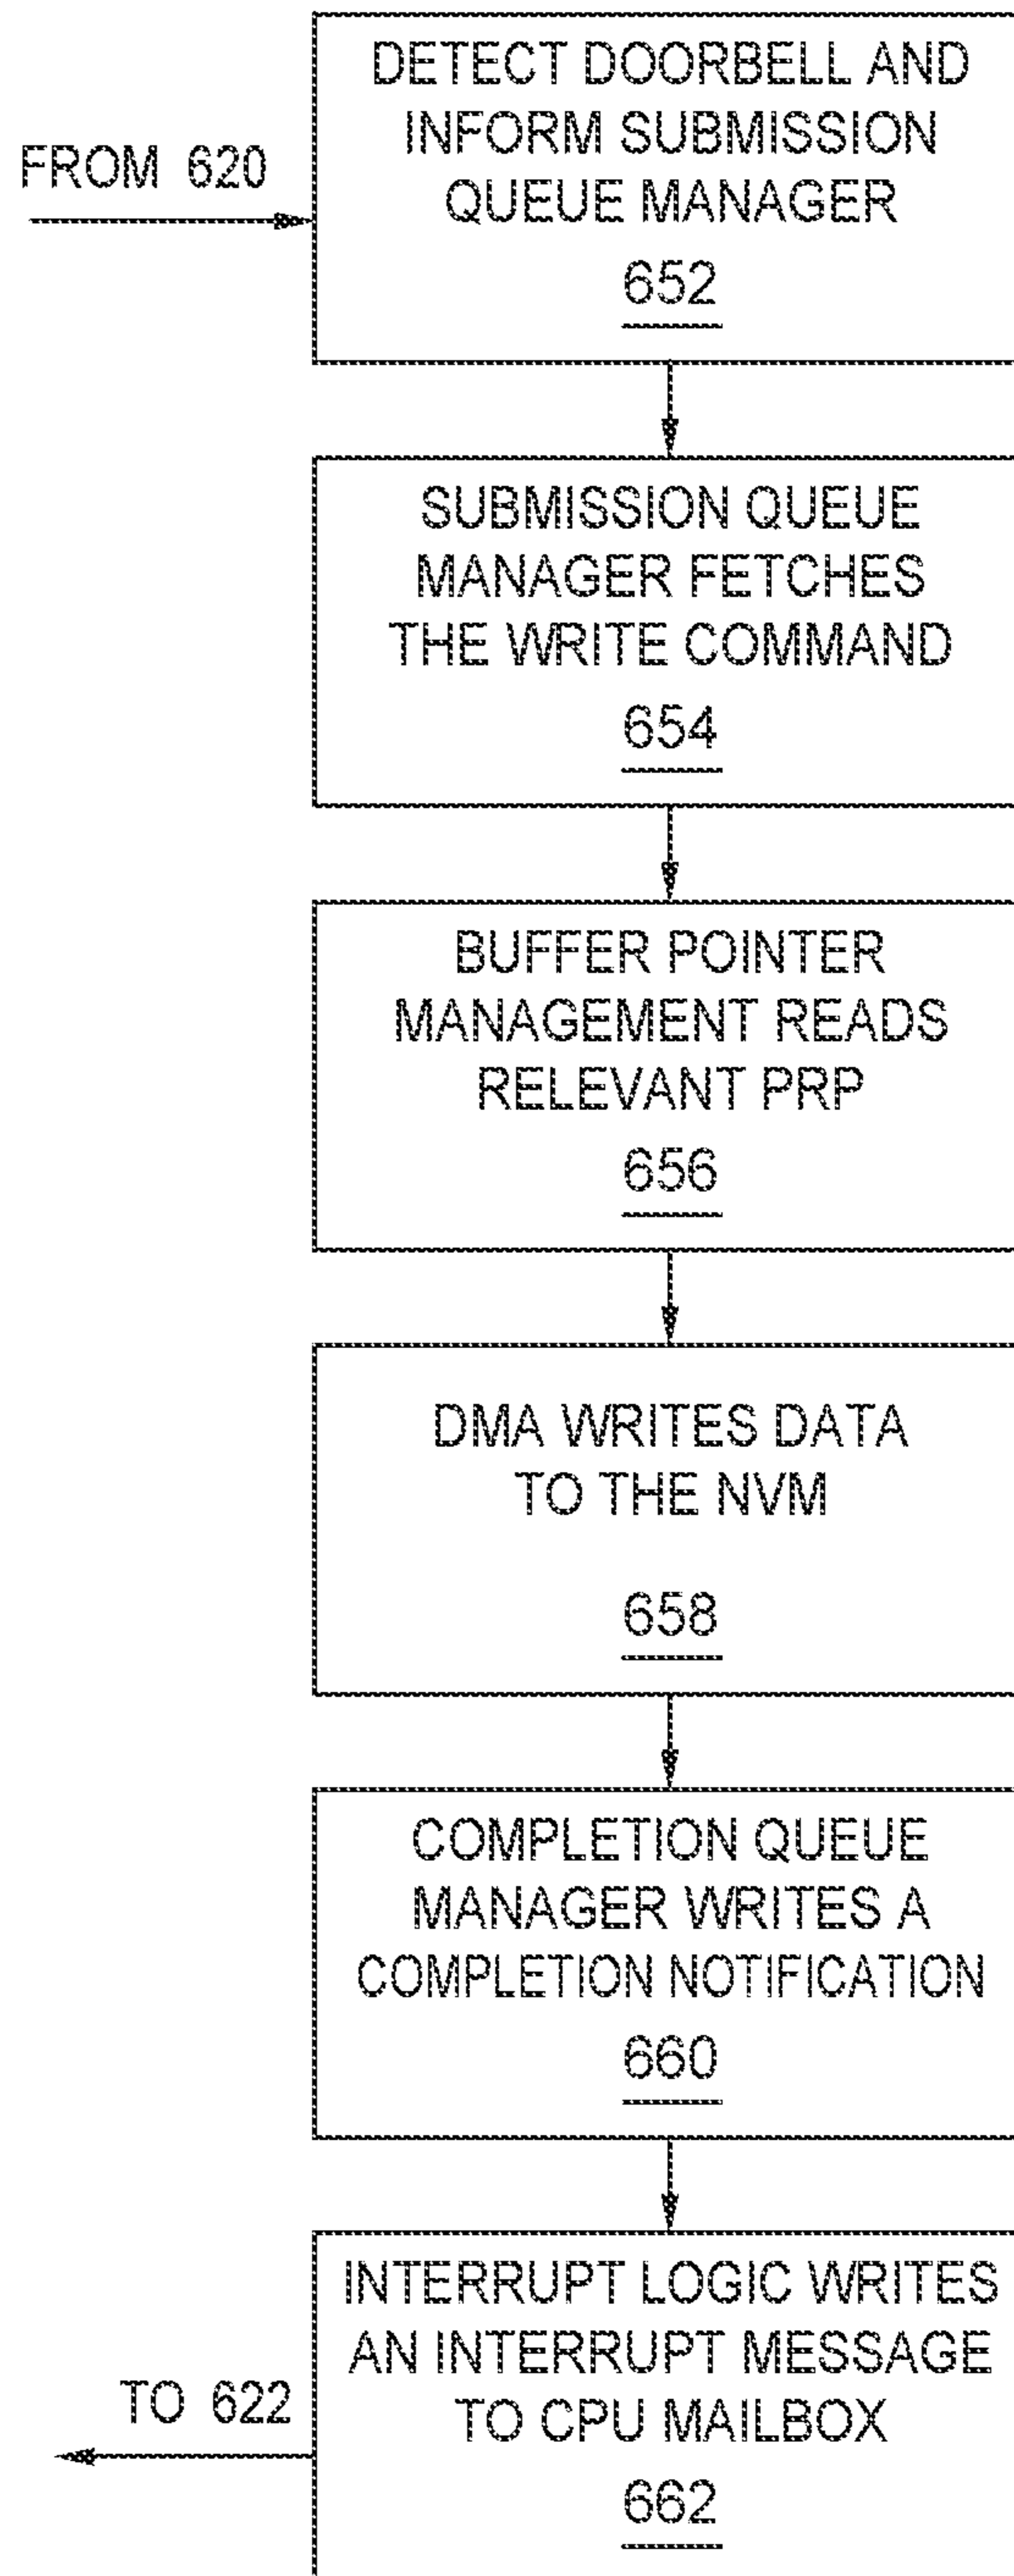 DETECT DOORBELL AND
INFORM SUBMISSION
QUEUE MANAGER
652
FROM 620
SUBMISSION QUEUE
MANAGER FETCHES
THE WRITE COMMAND
654
BUFFER POINTER
MANAGEMENT READS
RELEVANT PRP
656
DMA WRITES DATA
TO THE NVM
658
COMPLETION QUEUE
MANAGER WRITES A
COMPLETION NOTIFICATION
660
INTERRUPT LOGIC WRITES
AN INTERRUPT MESSAGE
TO CPU MAILBOX
662
TO 622